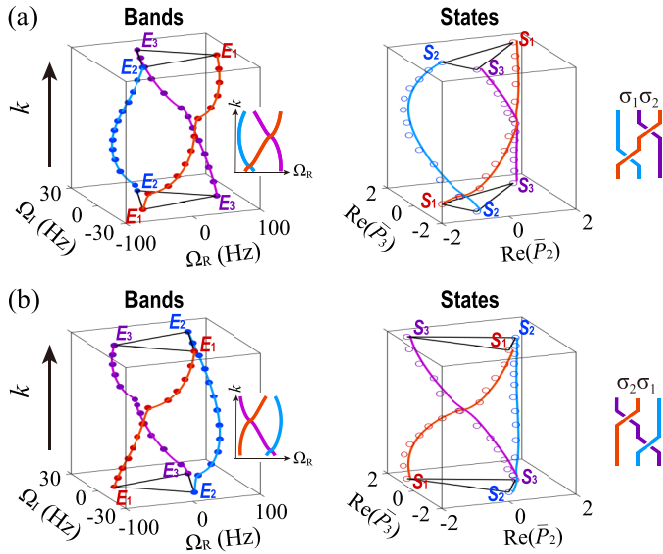 (a)
Bands
States
E3
E1
E2
k
k
ΩR
E2
E1
E3
30
0
-30
ΩI (Hz)
-100
0
100
ΩR (Hz)
S1
S2
S3
S1
S2
S3
2
0
-2
Re(P̅3)
-2
0
2
Re(P̅2)
σ1σ2
(b)
Bands
States
E2
E3
E1
k
k
ΩR
E3
E1
E2
30
0
-30
ΩI (Hz)
-100
0
100
ΩR (Hz)
S3
S2
S1
S1
S3
S2
2
0
-2
Re(P̅3)
-2
0
2
Re(P̅2)
σ2σ1